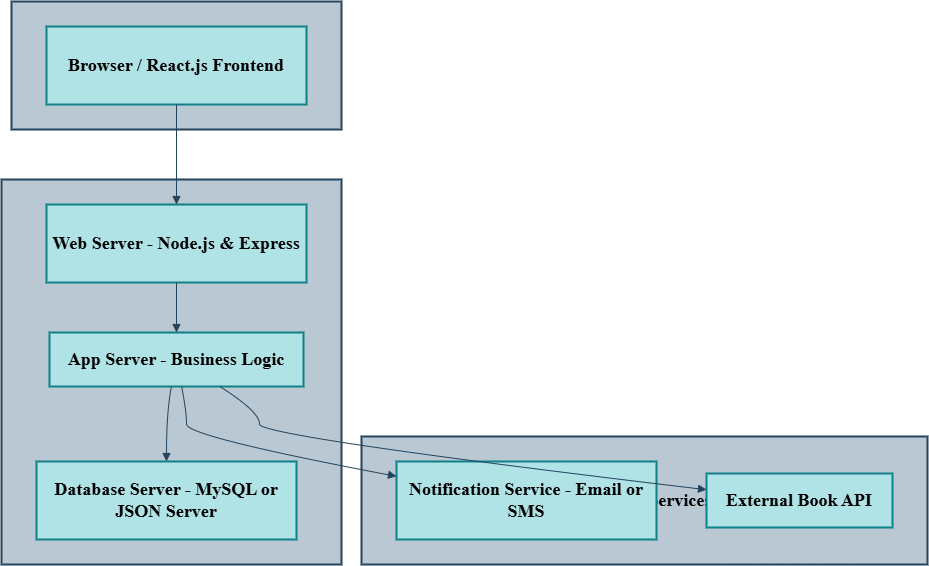 Browser / React.js Frontend
Web Server - Node.js & Express
App Server - Business Logic
Database Server - MySQL or
JSON Server
Notification Service - Email or
SMS
External Book API